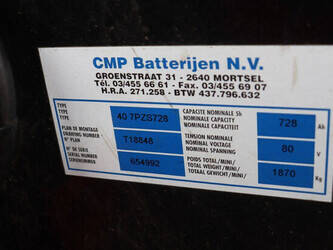 CMP Batterijen N.V.
GROENSTRAAT 31 - 2640 MORTSEL
Tél. 03/455 66 61 - Fax. 03/455 69 07
H.R.A. 271.258 - BTW 437.796.632
TYPE
TYPE
TYPE
40 7PZS728
CAPACITE NOMINALE 5h
NOMINALE CAPACITY
NOMINALE CAPACITEIT
728
Ah
PLAN DE MONTAGE
DRAWING NUMBER
N° PLAN
T18848
TENSION NOMINALE
NOMINAL VOLTAGE
NOMINALE SPANNING
80
V
N° DE SERIE
SERIAL NUMBER
SERIENUMMER
654992
POIDS TOTAL/MINI/
TOTAL WEIGHT/MINI/
TOTAAL GEWICHT/MINI/
1870
Kg